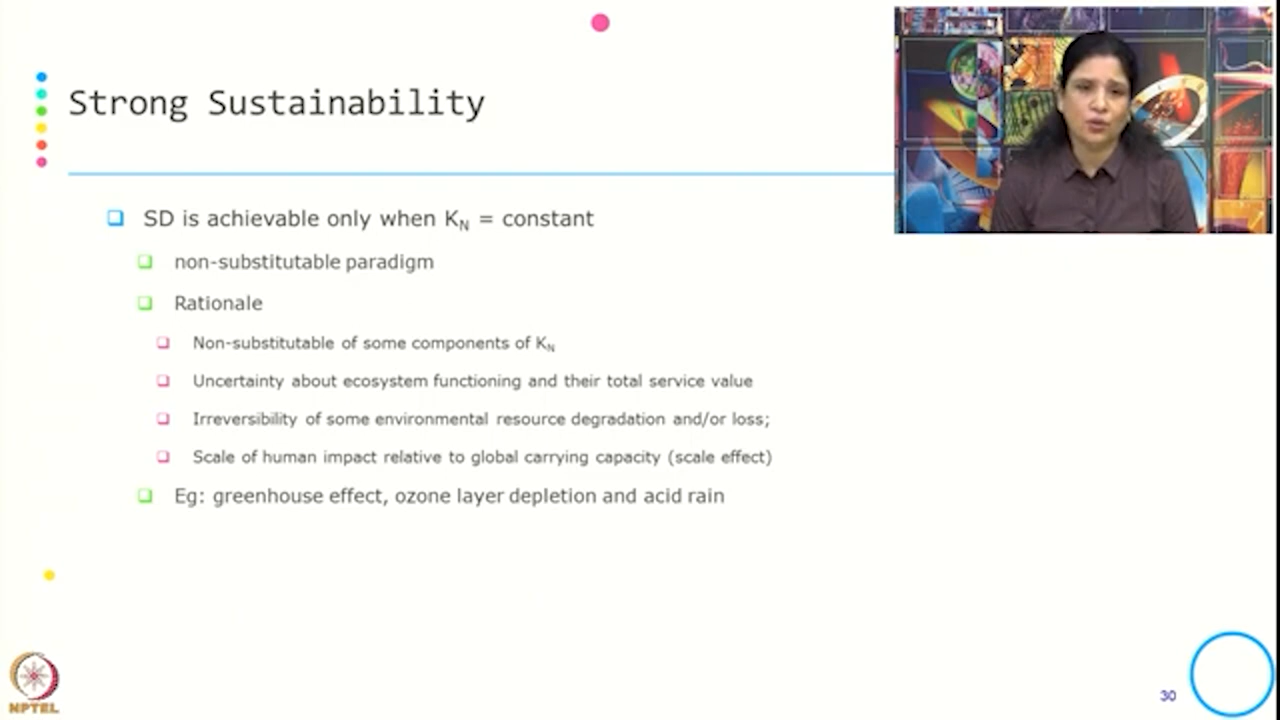 Strong Sustainability
SD is achievable only when K_N = constant
non-substitutable paradigm
Rationale
Non-substitutable of some components of K_N
Uncertainty about ecosystem functioning and their total service value
Irreversibility of some environmental resource degradation and/or loss;
Scale of human impact relative to global carrying capacity (scale effect)
Eg: greenhouse effect, ozone layer depletion and acid rain
NPTEL
30